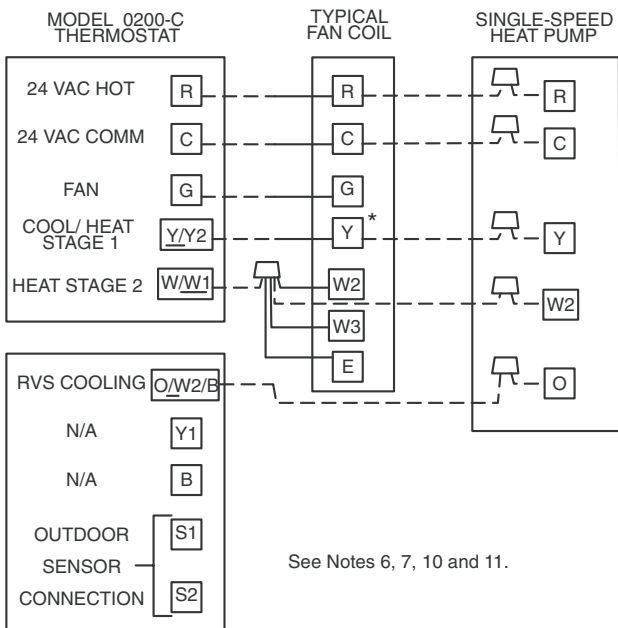 MODEL 0200-C
THERMOSTAT
TYPICAL
FAN COIL
SINGLE-SPEED
HEAT PUMP
24 VAC HOT R R R
24 VAC COMM C C C
FAN G G
COOL/ HEAT
STAGE 1 Y/Y2 Y * Y
HEAT STAGE 2 W/W1 W2 W2
W3
E
RVS COOLING O/W2/B O
N/A Y1
N/A B
OUTDOOR S1
SENSOR
CONNECTION S2
See Notes 6, 7, 10 and 11.